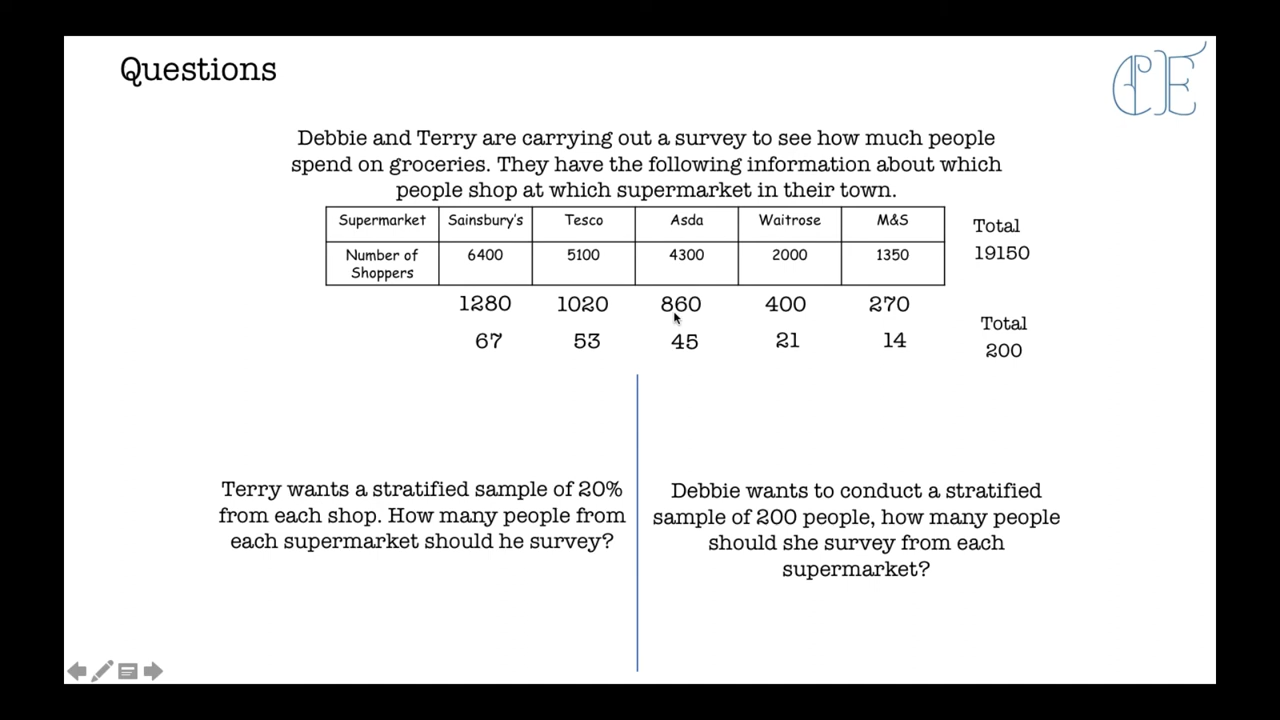 Questions
CE
Debbie and Terry are carrying out a survey to see how much people
spend on groceries. They have the following information about which
people shop at which supermarket in their town.
Supermarket Sainsbury's Tesco Asda Waitrose M&S
Number of Shoppers 6400 5100 4300 2000 1350
Total
19150
1280 1020 860 400 270
67 53 45 21 14
Total
200
Terry wants a stratified sample of 20%
from each shop. How many people from
each supermarket should he survey?
Debbie wants to conduct a stratified
sample of 200 people, how many people
should she survey from each
supermarket?